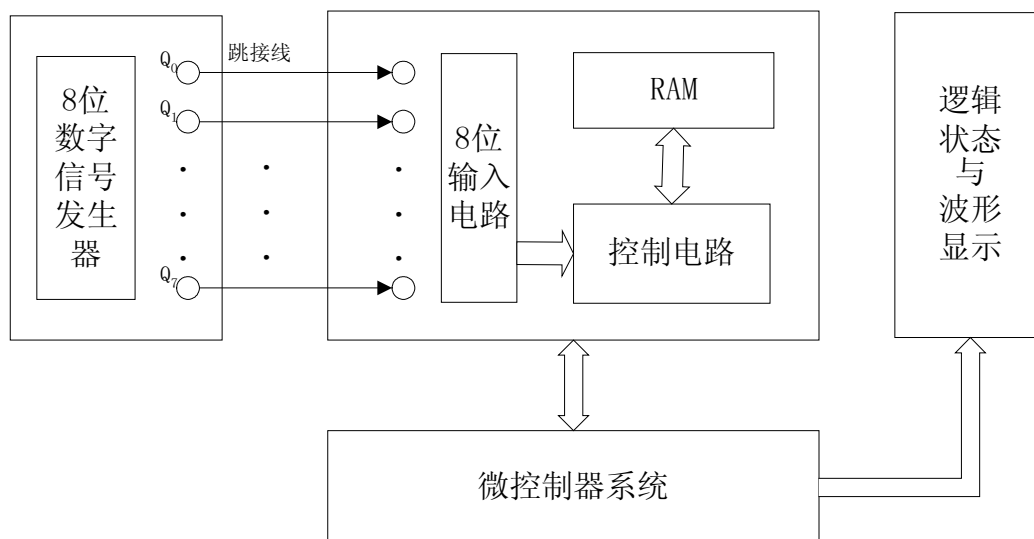 8位
数字
信号
发生
器
Q₀
Q₁
Q₇
跳接线
8位
输入
电路
RAM
控制电路
逻辑
状态
与
波形
显示
微控制器系统